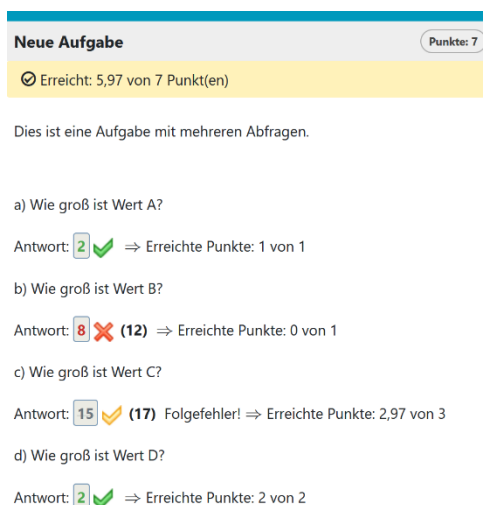 Neue Aufgabe Punkte: 7
Erreicht: 5,97 von 7 Punkt(en)
Dies ist eine Aufgabe mit mehreren Abfragen.
a) Wie groß ist Wert A?
Antwort: 2 ⇒ Erreichte Punkte: 1 von 1
b) Wie groß ist Wert B?
Antwort: 8 (12) ⇒ Erreichte Punkte: 0 von 1
c) Wie groß ist Wert C?
Antwort: 15 (17) Folgefehler! ⇒ Erreichte Punkte: 2,97 von 3
d) Wie groß ist Wert D?
Antwort: 2 ⇒ Erreichte Punkte: 2 von 2